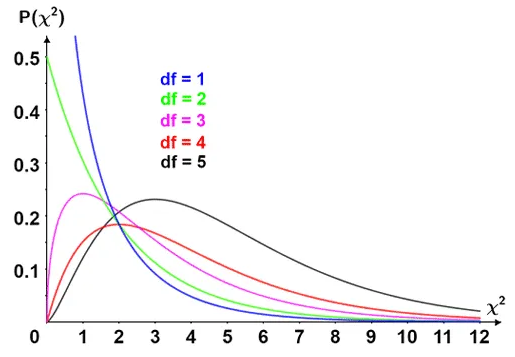 P(χ²)
0.5
0.4
0.3
0.2
0.1
df = 1
df = 2
df = 3
df = 4
df = 5
χ²
0 1 2 3 4 5 6 7 8 9 10 11 12